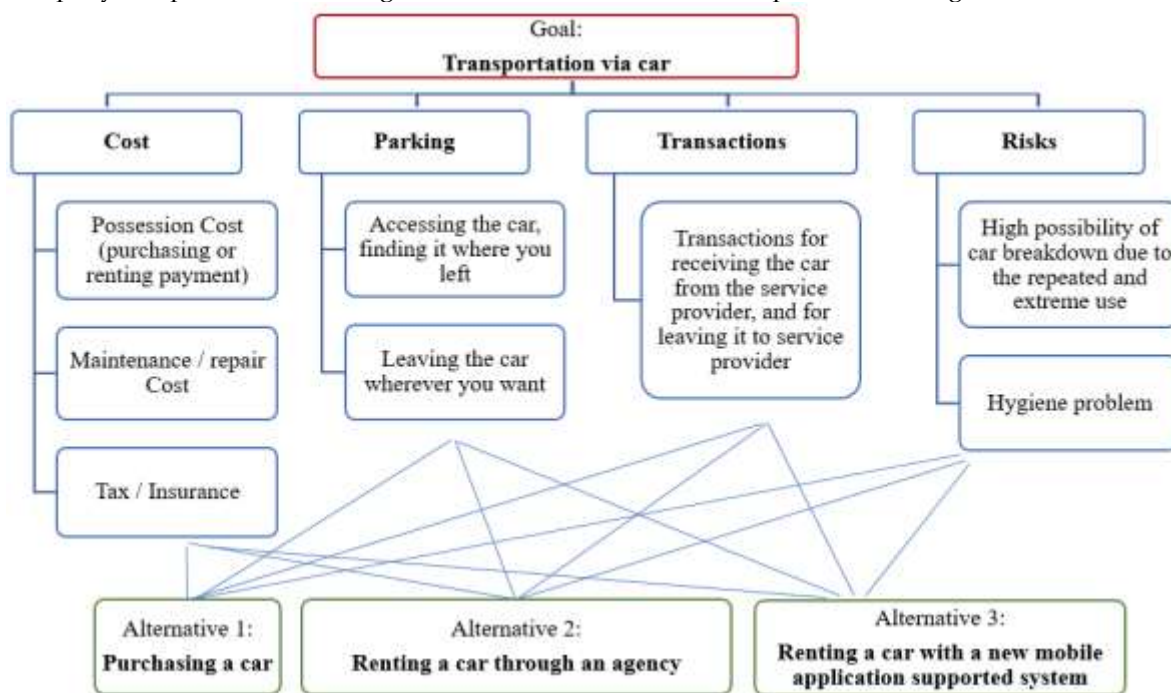 Goal:
Transportation via car
Cost
Parking
Transactions
Risks
Possession Cost
(purchasing or
renting payment)
Maintenance / repair
Cost
Tax / Insurance
Accessing the car,
finding it where you
left
Leaving the car
wherever you want
Transactions for
receiving the car
from the service
provider, and for
leaving it to service
provider
High possibility of
car breakdown due to
the repeated and
extreme use
Hygiene problem
Alternative 1:
Purchasing a car
Alternative 2:
Renting a car through an agency
Alternative 3:
Renting a car with a new mobile
application supported system